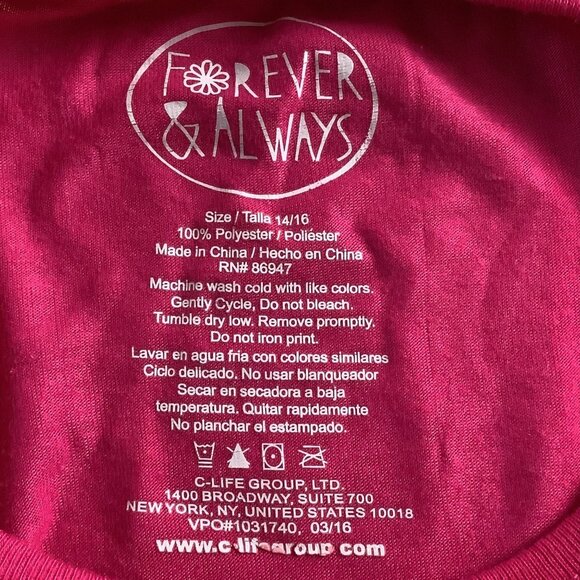 FOREVER
& ALWAYS
Size / Talla 14/16
100% Polyester / Poliéster
Made in China / Hecho en China
RN# 86947
Machine wash cold with like colors.
Gently Cycle, Do not bleach.
Tumble dry low. Remove promptly.
Do not iron print.
Lavar en agua fria con colores similares
Ciclo delicado. No usar blanqueador
Secar en secadora a baja
temperatura. Quitar rapidamente
No planchar el estampado.
C-LIFE GROUP, LTD.
1400 BROADWAY, SUITE 700
NEW YORK, NY, UNITED STATES 10018
VPO#1031740, 03/16
www.c-lifegroup.com